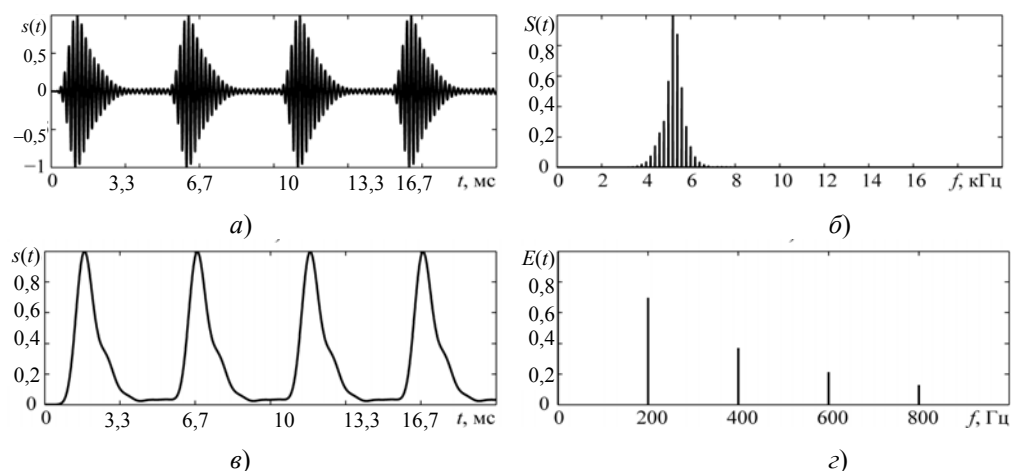 s(t)
0,5
0
–0,5
–1
0 3,3 6,7 10 13,3 16,7 t, мс
а)
S(t)
0,8
0,6
0,4
0,2
0
0 2 4 6 8 10 12 14 16 f, кГц
б)
s(t)
0,8
0,6
0,4
0,2
0
3,3 6,7 10 13,3 16,7 t, мс
в)
E(t)
0,8
0,6
0,4
0,2
0
0 200 400 600 800 f, Гц
г)